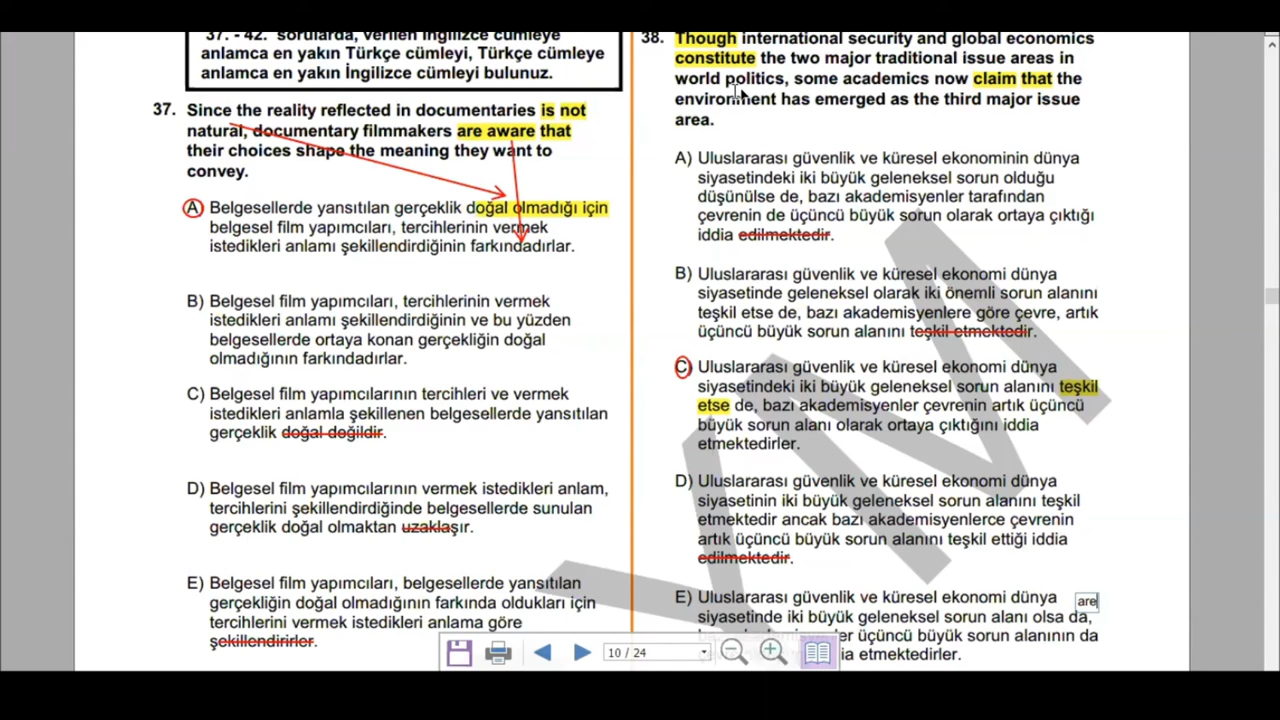 37. - 42. sorularda, verilen İngilizce cümleye
anlamca en yakın Türkçe cümleyi, Türkçe cümleye
anlamca en yakın İngilizce cümleyi bulunuz.
37. Since the reality reflected in documentaries is not
natural, documentary filmmakers are aware that
their choices shape the meaning they want to
convey.
A) Belgesellerde yansıtılan gerçeklik doğal olmadığı için
belgesel film yapımcıları, tercihlerinin vermek
istedikleri anlamı şekillendirdiğinin farkındadırlar.
B) Belgesel film yapımcıları, tercihlerinin vermek
istedikleri anlamı şekillendirdiğinin ve bu yüzden
belgesellerde ortaya konan gerçekliğin doğal
olmadığının farkındadırlar.
C) Belgesel film yapımcılarının tercihleri ve vermek
istedikleri anlamla şekillenen belgesellerde yansıtılan
gerçeklik doğal değildir.
D) Belgesel film yapımcılarının vermek istedikleri anlam,
tercihlerini şekillendirdiğinde belgesellerde sunulan
gerçeklik doğal olmaktan uzaklaşır.
E) Belgesel film yapımcıları, belgesellerde yansıtılan
gerçekliğin doğal olmadığının farkında oldukları için
tercihlerini vermek istedikleri anlama göre
şekillendirirler.
38. Though international security and global economics
constitute the two major traditional issue areas in
world politics, some academics now claim that the
environment has emerged as the third major issue
area.
A) Uluslararası güvenlik ve küresel ekonominin dünya
siyasetindeki iki büyük geleneksel sorun olduğu
düşünülse de, bazı akademisyenler tarafından
çevrenin de üçüncü büyük sorun olarak ortaya çıktığı
iddia edilmektedir.
B) Uluslararası güvenlik ve küresel ekonomi dünya
siyasetinde geleneksel olarak iki önemli sorun alanını
teşkil etse de, bazı akademisyenlere göre çevre, artık
üçüncü büyük sorun alanını teşkil etmektedir.
C) Uluslararası güvenlik ve küresel ekonomi dünya
siyasetindeki iki büyük geleneksel sorun alanını teşkil
etse de, bazı akademisyenler çevrenin artık üçüncü
büyük sorun alanı olarak ortaya çıktığını iddia
etmektedirler.
D) Uluslararası güvenlik ve küresel ekonomi dünya
siyasetinin iki büyük geleneksel sorun alanını teşkil
etmektedir ancak bazı akademisyenlerce çevrenin
artık üçüncü büyük sorun alanını teşkil ettiği iddia
edilmektedir.
E) Uluslararası güvenlik ve küresel ekonomi dünya
siyasetinde iki büyük geleneksel sorun alanı olsa da,
üçüncü büyük sorun alanının da
etmektedirler.
are
YM
10 / 24